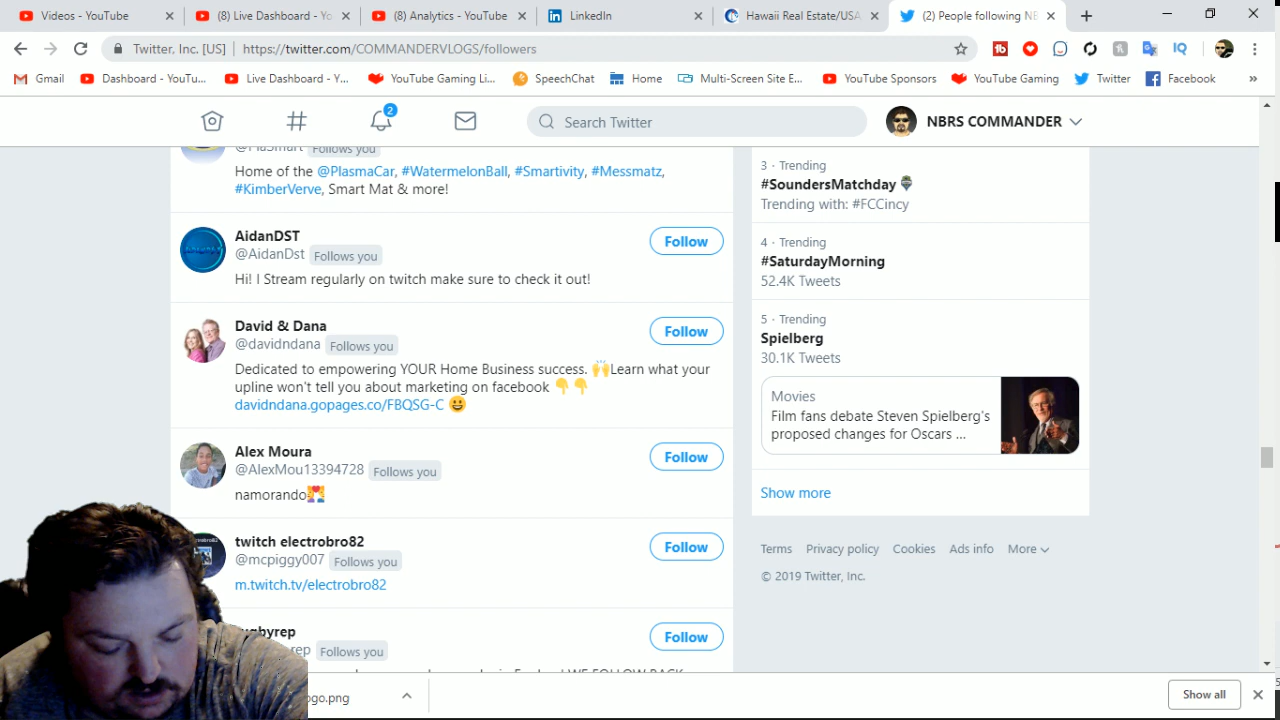 Videos - YouTube
(8) Live Dashboard - Yo
(8) Analytics - YouTube
LinkedIn
Hawaii Real Estate/USA
(2) People following NB
Twitter, Inc. [US] | https://twitter.com/COMMANDERVLOGS/followers
Gmail
Dashboard - YouTu...
Live Dashboard - Y...
YouTube Gaming Li...
SpeechChat
Home
Multi-Screen Site E...
YouTube Sponsors
YouTube Gaming
Twitter
Facebook
»
2
Search Twitter
NBRS COMMANDER
@PlaSmart Follows you
Home of the @PlasmaCar, #WatermelonBall, #Smartivity, #Messmatz,
#KimberVerve, Smart Mat & more!
AidanDST
@AidanDst Follows you
Follow
Hi! I Stream regularly on twitch make sure to check it out!
David & Dana
@davidndana Follows you
Follow
Dedicated to empowering YOUR Home Business success. 🙌Learn what your
upline won't tell you about marketing on facebook 👇👇
davidndana.gopages.co/FBQSG-C 😀
Alex Moura
@AlexMou13394728 Follows you
Follow
namorando💏
twitch electrobro82
@mcpiggy007 Follows you
Follow
m.twitch.tv/electrobro82
rep Follows you
Follow
WE FOLLOW BACK
3 · Trending
#SoundersMatchday
Trending with: #FCCincy
4 · Trending
#SaturdayMorning
52.4K Tweets
5 · Trending
Spielberg
30.1K Tweets
Movies
Film fans debate Steven Spielberg's
proposed changes for Oscars ...
Show more
Terms Privacy policy Cookies Ads info More
© 2019 Twitter, Inc.
ogo.png
Show all